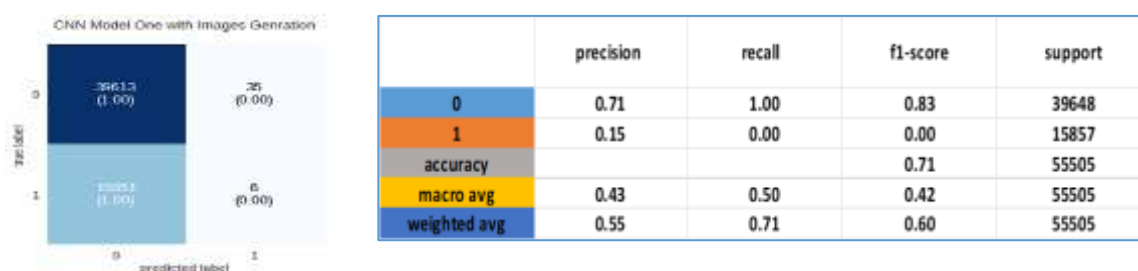 CNN Model One with Images Genration
0
39613
(1.00)
35
(0.00)
true label
1
15851
(1.00)
6
(0.00)
0
1
predicted label
precision recall f1-score support
0 0.71 1.00 0.83 39648
1 0.15 0.00 0.00 15857
accuracy 0.71 55505
macro avg 0.43 0.50 0.42 55505
weighted avg 0.55 0.71 0.60 55505